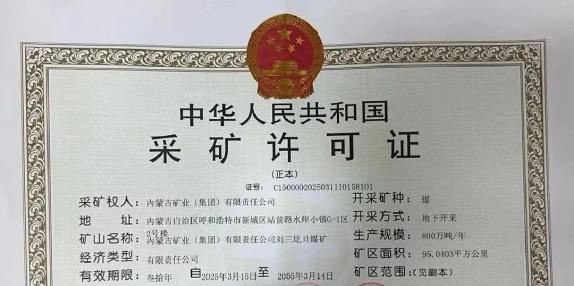 中华人民共和国
采矿许可证
(正本)
证号: C1500002025031110158101
采矿权人: 内蒙古矿业（集团）有限责任公司 开采矿种: 煤
地 址: 内蒙古自治区呼和浩特市新城区站前路水岸小镇G-1区2号楼 开采方式: 地下开采
矿山名称: 内蒙古矿业（集团）有限责任公司刘三圪旦煤矿 生产规模: 800万吨/年
经济类型: 有限责任公司 矿区面积: 95.0403平方公里
有效期限: 叁拾年 自2025年3月15日至2055年3月14日 矿区范围: (见副本)